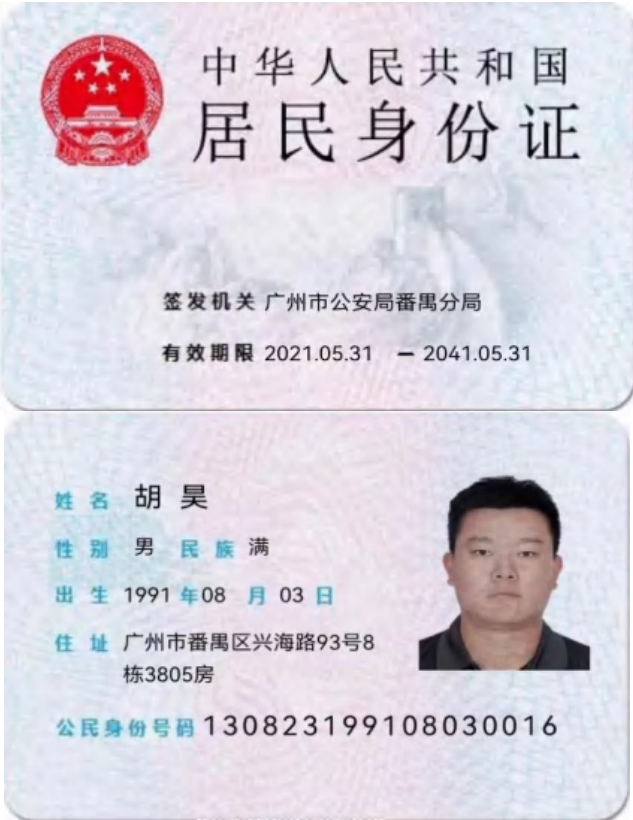 中华人民共和国
居民身份证
签发机关 广州市公安局番禺分局
有效期限 2021.05.31 － 2041.05.31
姓名 胡昊
性别 男 民族 满
出生 1991 年 08 月 03 日
住址 广州市番禺区兴海路93号8
栋3805房
公民身份号码 130823199108030016